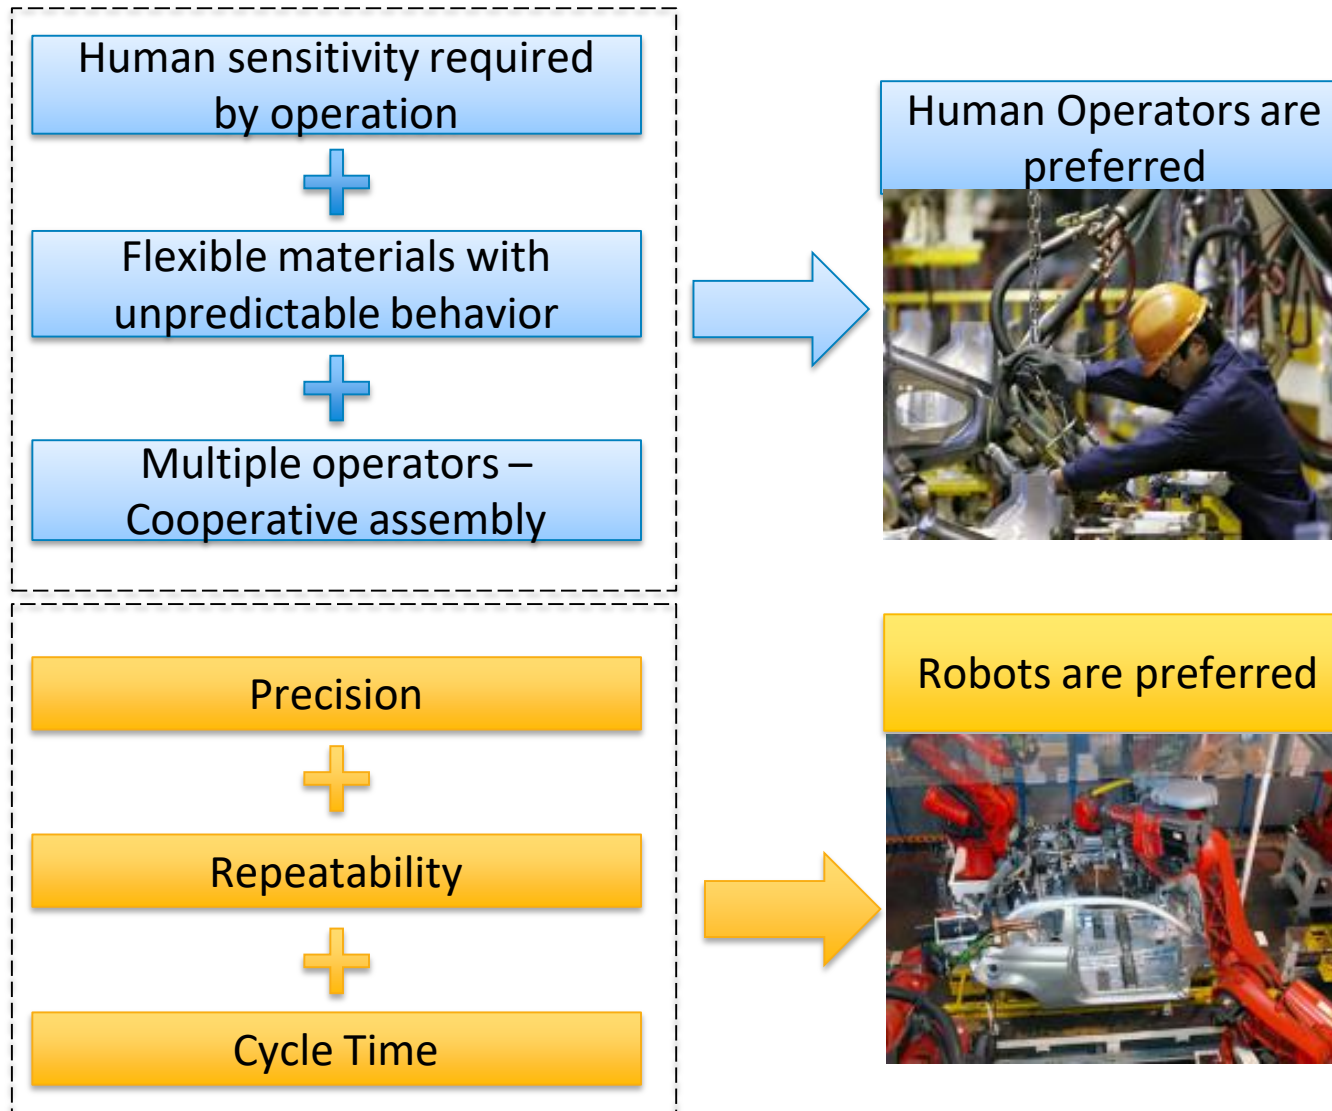 Human sensitivity required
by operation
Flexible materials with
unpredictable behavior
Multiple operators –
Cooperative assembly
Human Operators are
preferred
Precision
Repeatability
Cycle Time
Robots are preferred